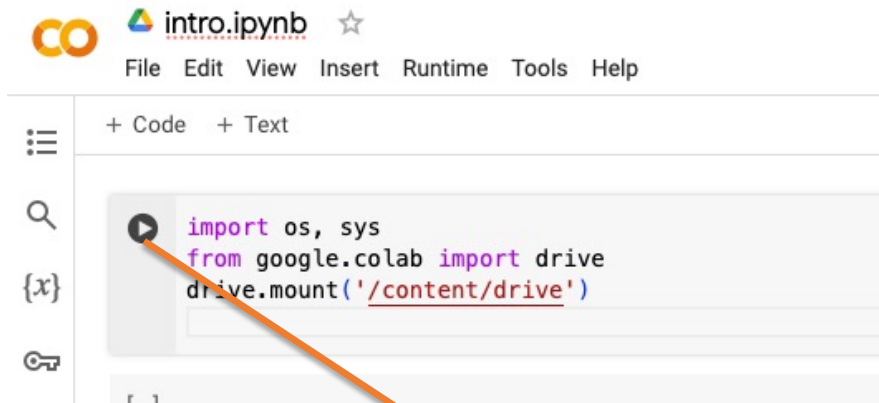 intro.ipynb
File Edit View Insert Runtime Tools Help
+ Code + Text
import os, sys
from google.colab import drive
drive.mount('/content/drive')
{x}
[ ]